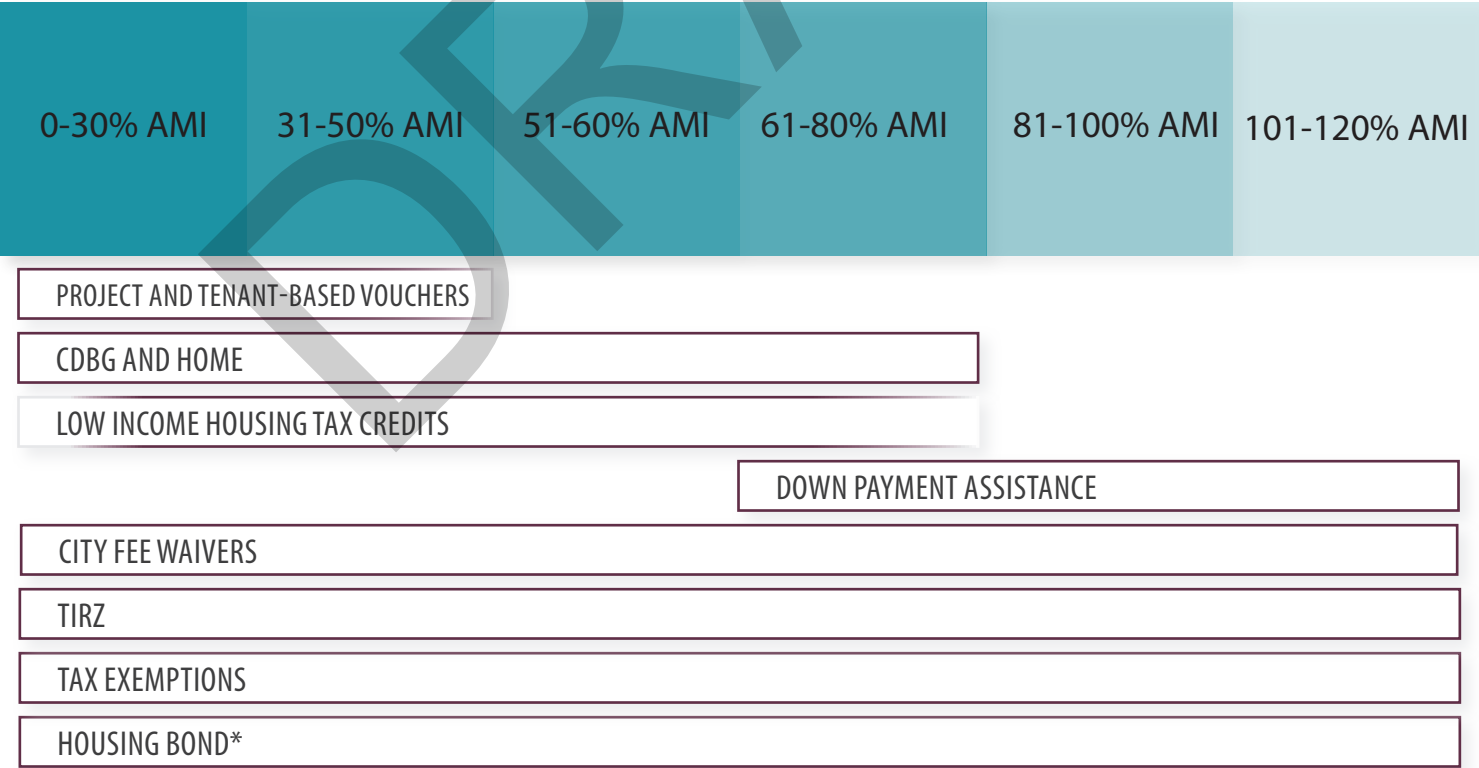 0-30% AMI
31-50% AMI
51-60% AMI
61-80% AMI
81-100% AMI
101-120% AMI
PROJECT AND TENANT-BASED VOUCHERS
CDBG AND HOME
LOW INCOME HOUSING TAX CREDITS
DOWN PAYMENT ASSISTANCE
CITY FEE WAIVERS
TIRZ
TAX EXEMPTIONS
HOUSING BOND*